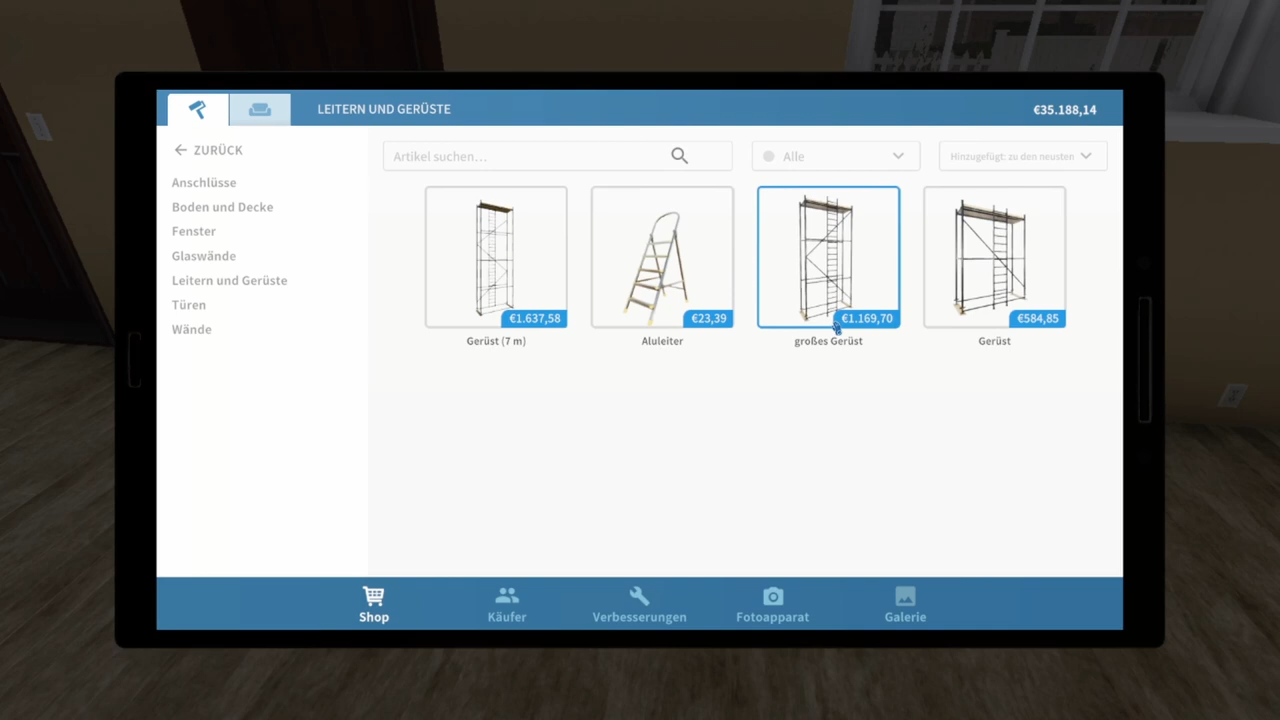 LEITERN UND GERÜSTE
€35.188,14
ZURÜCK
Artikel suchen...
Alle
Hinzugefügt: zu den neusten
Anschlüsse
Boden und Decke
Fenster
Glaswände
Leitern und Gerüste
Türen
Wände
€1.637,58
€23,39
€1.169,70
€584,85
Gerüst (7 m)
Aluleiter
großes Gerüst
Gerüst
Shop
Käufer
Verbesserungen
Fotoapparat
Galerie